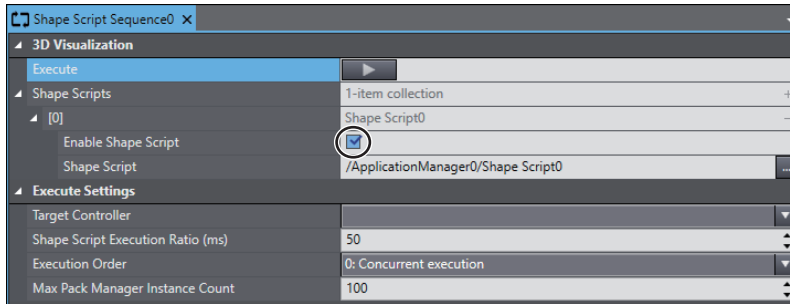 Shape Script Sequence0
3D Visualization
Execute
Shape Scripts 1-item collection
[0] Shape Script0
Enable Shape Script
Shape Script /ApplicationManager0/Shape Script0 ...
Execute Settings
Target Controller
Shape Script Execution Ratio (ms) 50
Execution Order 0: Concurrent execution
Max Pack Manager Instance Count 100